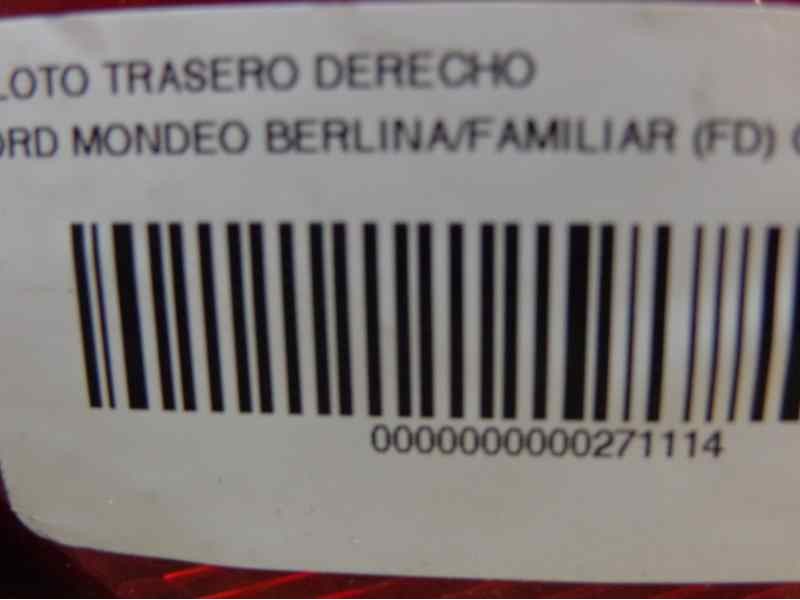 LOTO TRASERO DERECHO
ORD MONDEO BERLINA/FAMILIAR (FD) (
0000000000271114